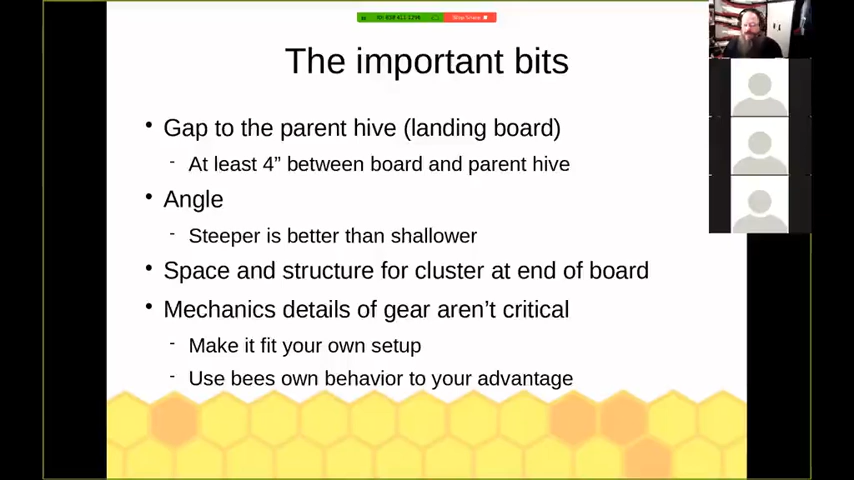 The important bits
• Gap to the parent hive (landing board)
- At least 4” between board and parent hive
• Angle
- Steeper is better than shallower
• Space and structure for cluster at end of board
• Mechanics details of gear aren’t critical
- Make it fit your own setup
- Use bees own behavior to your advantage